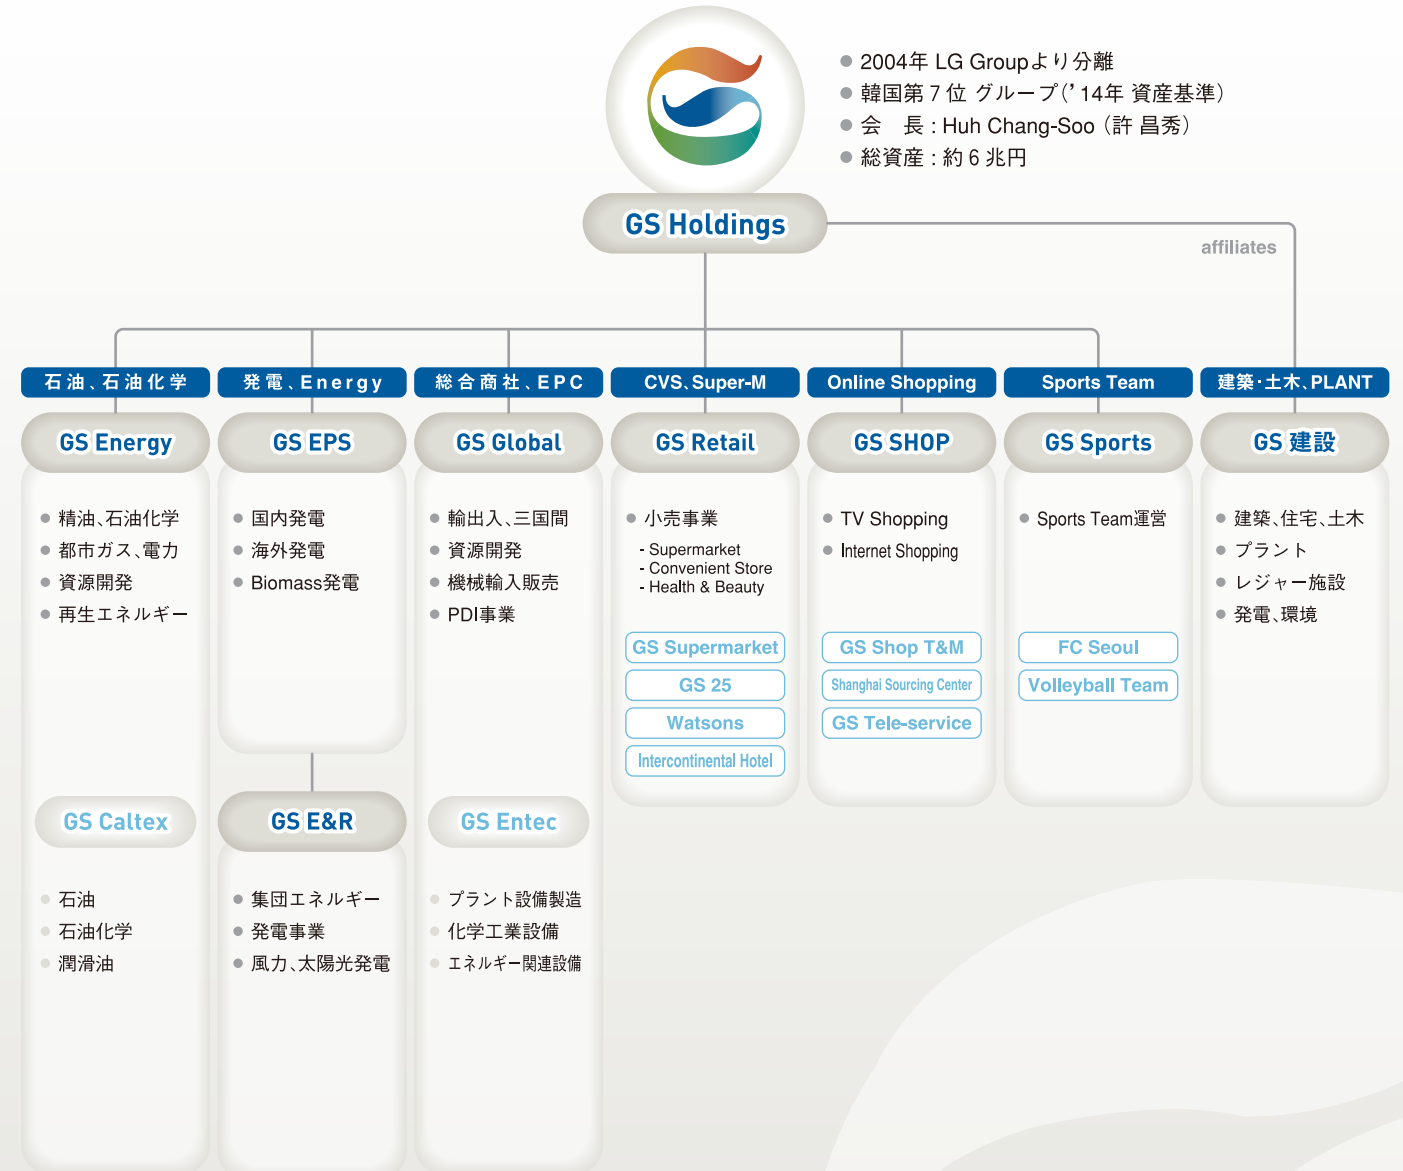 2004年 LG Groupより分離
韓国第7位 グループ(’14年 資産基準)
会　長 : Huh Chang-Soo (許 昌秀)
総資産 : 約6兆円
GS Holdings
affiliates
石油、石油化学
GS Energy
精油、石油化学
都市ガス、電力
資源開発
再生エネルギー
GS Caltex
石油
石油化学
潤滑油
発電、Energy
GS EPS
国内発電
海外発電
Biomass発電
GS E&R
集団エネルギー
発電事業
風力、太陽光発電
総合商社、EPC
GS Global
輸出入、三国間
資源開発
機械輸入販売
PDI事業
GS Entec
プラント設備製造
化学工業設備
エネルギー関連設備
CVS、Super-M
GS Retail
小売事業
- Supermarket
- Convenient Store
- Health & Beauty
GS Supermarket
GS 25
Watsons
Intercontinental Hotel
Online Shopping
GS SHOP
TV Shopping
Internet Shopping
GS Shop T&M
Shanghai Sourcing Center
GS Tele-service
Sports Team
GS Sports
Sports Team運営
FC Seoul
Volleyball Team
建築・土木、PLANT
GS 建設
建築、住宅、土木
プラント
レジャー施設
発電、環境